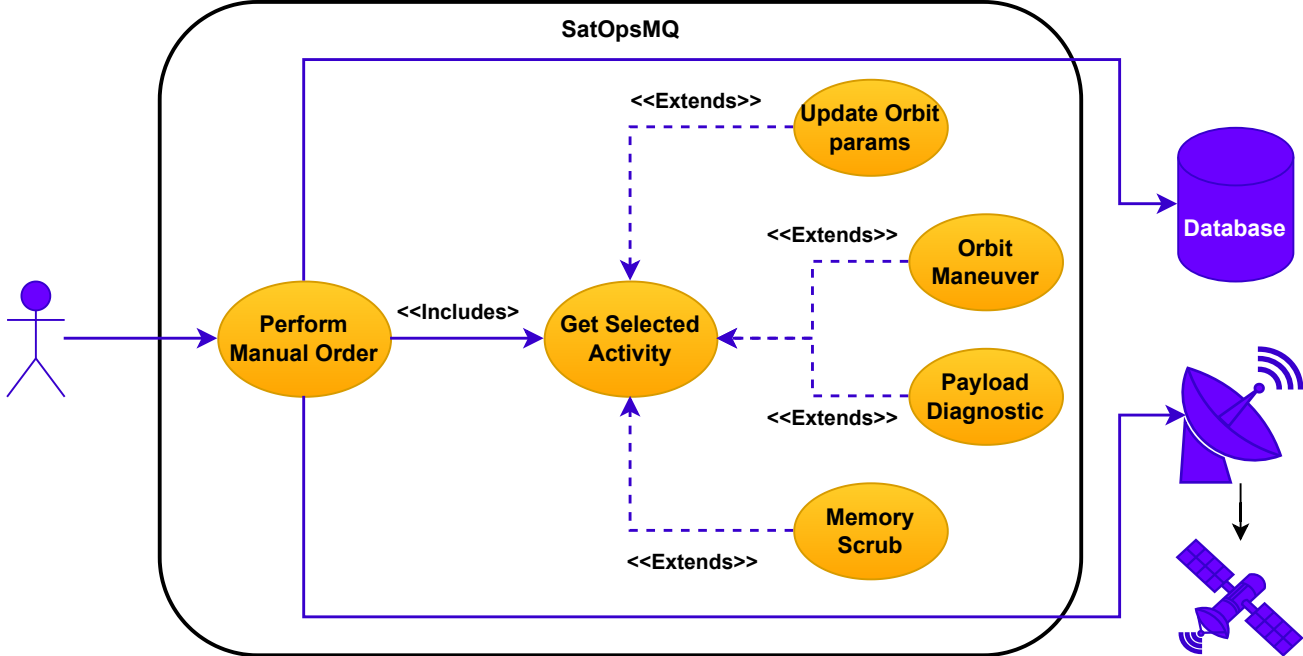 SatOpsMQ
<<Extends>>
Update Orbit
params
Database
<<Extends>>
Orbit
Maneuver
Perform
Manual Order
<<Includes>
Get Selected
Activity
Payload
Diagnostic
<<Extends>>
Memory
Scrub
<<Extends>>